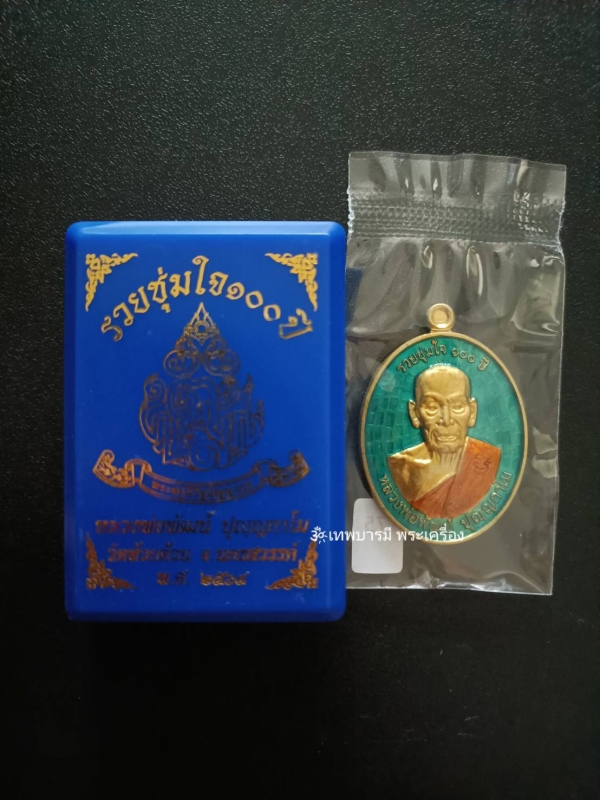 รวยชุ่มใจ๑๐๐ปี
หลวงพ่อพัฒน์ ปุญฺญกาโม
วัดห้วยด้วน จ.นครสวรรค์
พ.ศ. ๒๕๖๔
รวยชุ่มใจ ๑๐๐ ปี
หลวงพ่อพัฒน์ ปุญฺญกาโม
เทพบารมี พระเครื่อง